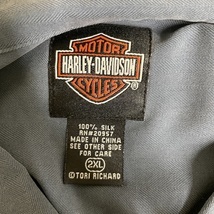 MOTOR
HARLEY-DAVIDSON
CYCLES
®
100% SILK
RN#20957
MADE IN CHINA
SEE OTHER SIDE
FOR CARE
2XL
©TORI RICHARD